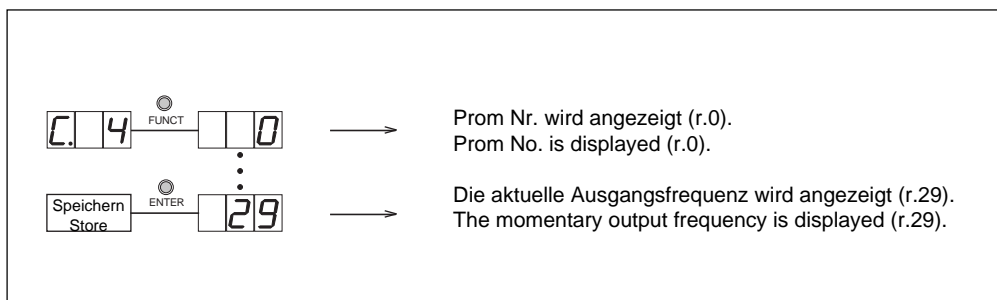 C. 4
FUNCT
0
Prom Nr. wird angezeigt (r.0).
Prom No. is displayed (r.0).
Speichern
Store
ENTER
29
Die aktuelle Ausgangsfrequenz wird angezeigt (r.29).
The momentary output frequency is displayed (r.29).